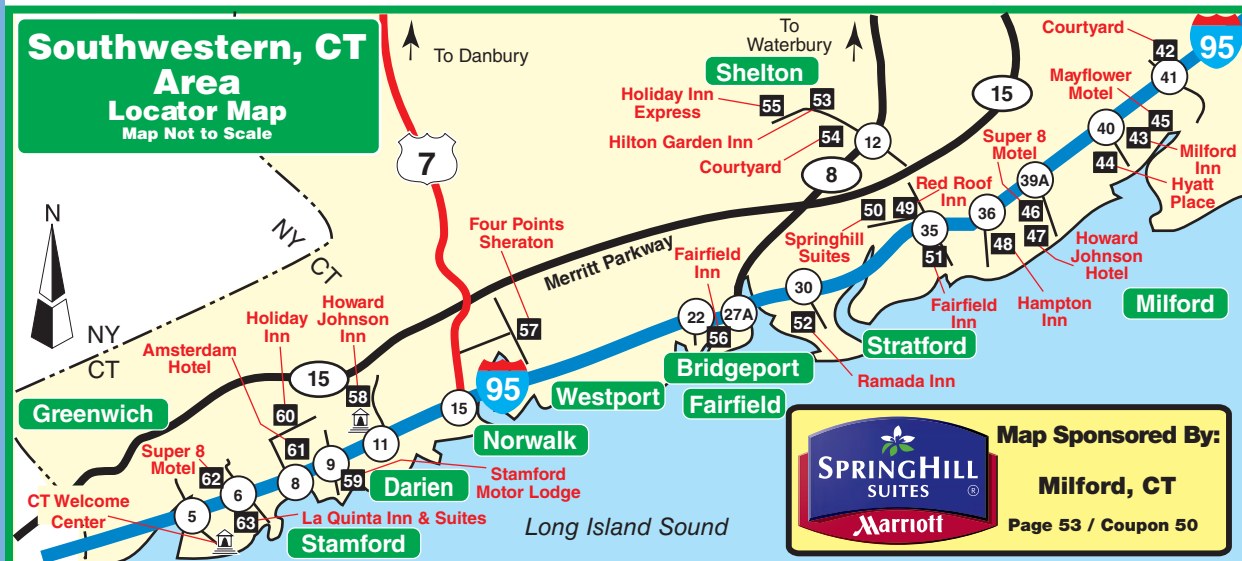 Southwestern, CT
Area
Locator Map
Map Not to Scale
To Danbury
7
To
Waterbury
Shelton
Holiday Inn
Express
55
53
Hilton Garden Inn
54
Courtyard
12
8
15
Courtyard
42
95
41
Mayflower
Motel
45
40
43
Milford
Inn
44
Hyatt
Place
Super 8
Motel
39A
46
47
Howard
Johnson
Hotel
36
48
Hampton
Inn
Red Roof
Inn
50
49
35
Springhill
Suites
51
Fairfield
Inn
Milford
N
NY
CT
NY
CT
Four Points
Sheraton
57
Merritt Parkway
Fairfield
Inn
22
27A
56
30
52
Ramada Inn
Stratford
Bridgeport
Fairfield
Westport
95
15
Norwalk
Howard
Johnson
Inn
58
Holiday
Inn
60
Amsterdam
Hotel
61
15
Greenwich
11
9
59
Darien
Stamford
Motor Lodge
8
Super 8
Motel
62
6
5
CT Welcome
Center
63
La Quinta Inn & Suites
Stamford
Long Island Sound
SPRINGHILL
SUITES
®
Marriott
Map Sponsored By:
Milford, CT
Page 53 / Coupon 50